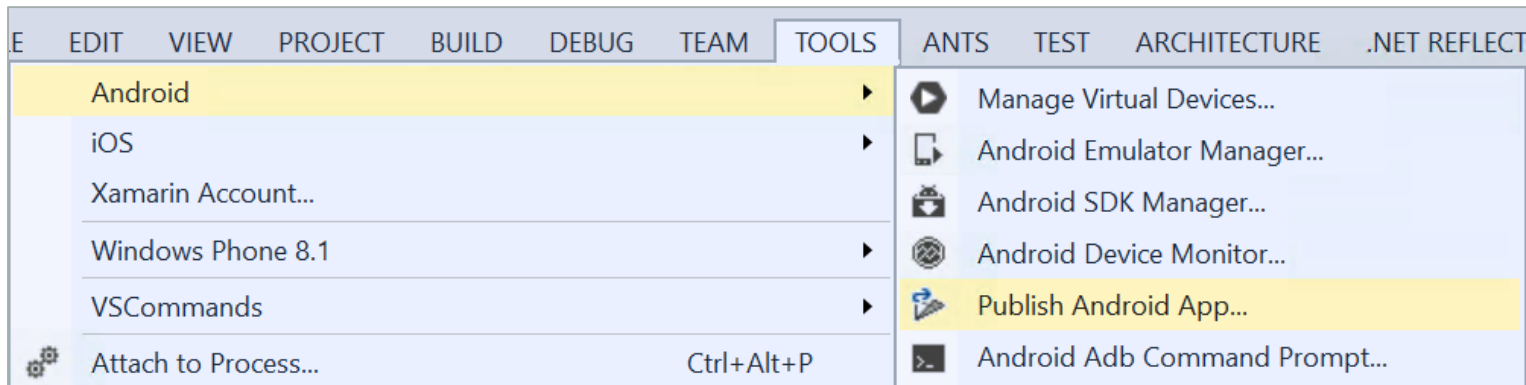 LE EDIT VIEW PROJECT BUILD DEBUG TEAM TOOLS ANTS TEST ARCHITECTURE .NET REFLECT
Android
iOS
Xamarin Account...
Windows Phone 8.1
VSCommands
Attach to Process... Ctrl+Alt+P
Manage Virtual Devices...
Android Emulator Manager...
Android SDK Manager...
Android Device Monitor...
Publish Android App...
Android Adb Command Prompt...